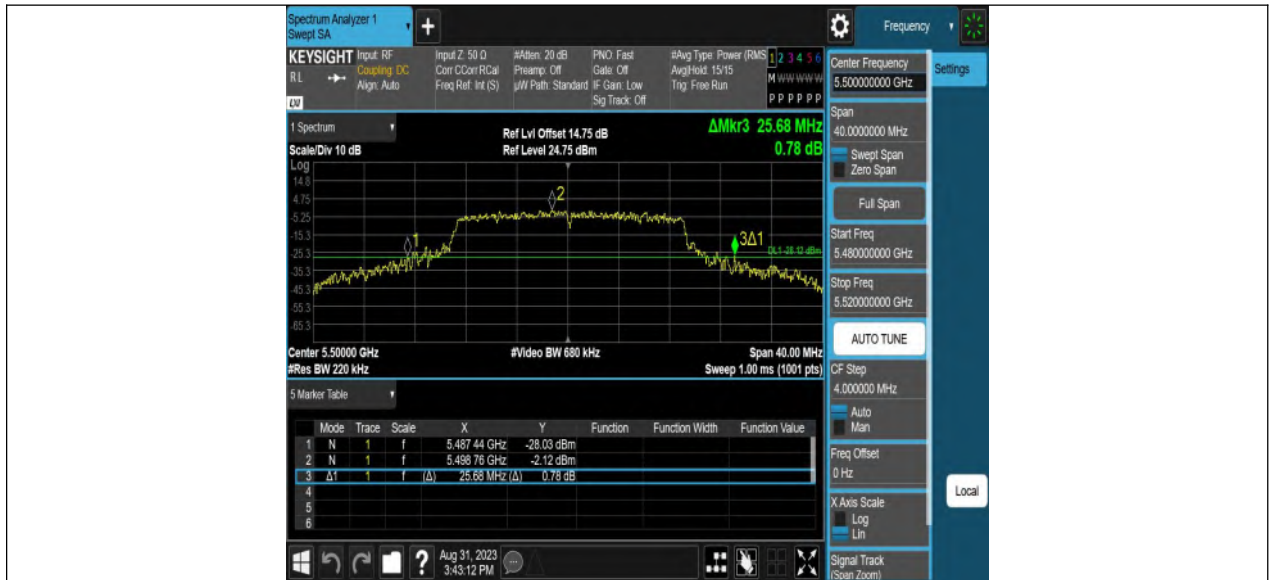 Spectrum Analyzer 1
Swept SA
+
Frequency
KEYSIGHT
RL
LXI
Input: RF
Coupling: DC
Align: Auto
Input Z: 50 Ω
Corr CCorr RCal
Freq Ref: Int (S)
#Atten: 20 dB
Preamp: Off
µW Path: Standard
PNO: Fast
Gate: Off
IF Gain: Low
Sig Track: Off
#Avg Type: Power (RMS
Avg|Hold: 15/15
Trig: Free Run
1 2 3 4 5 6
M W W W W W
P P P P P P
1 Spectrum
Scale/Div 10 dB
Ref Lvl Offset 14.75 dB
Ref Level 24.75 dBm
ΔMkr3 25.68 MHz
0.78 dB
Log
14.8
4.75
-5.25
-15.3
-25.3
-35.3
-45.3
-55.3
-65.3
1
2
3Δ1
DL1 -28.12 dBm
Center 5.50000 GHz
#Video BW 680 kHz
Span 40.00 MHz
#Res BW 220 kHz
Sweep 1.00 ms (1001 pts)
5 Marker Table
Mode Trace Scale X Y Function Function Width Function Value
1 N 1 f 5.487 44 GHz -28.03 dBm
2 N 1 f 5.498 76 GHz -2.12 dBm
3 Δ1 1 f (Δ) 25.68 MHz (Δ) 0.78 dB
4
5
6
?
Aug 31, 2023
3:43:12 PM
Center Frequency
5.500000000 GHz
Settings
Span
40.0000000 MHz
Swept Span
Zero Span
Full Span
Start Freq
5.480000000 GHz
Stop Freq
5.520000000 GHz
AUTO TUNE
CF Step
4.000000 MHz
Auto
Man
Freq Offset
0 Hz
Local
X Axis Scale
Log
Lin
Signal Track
(Span Zoom)